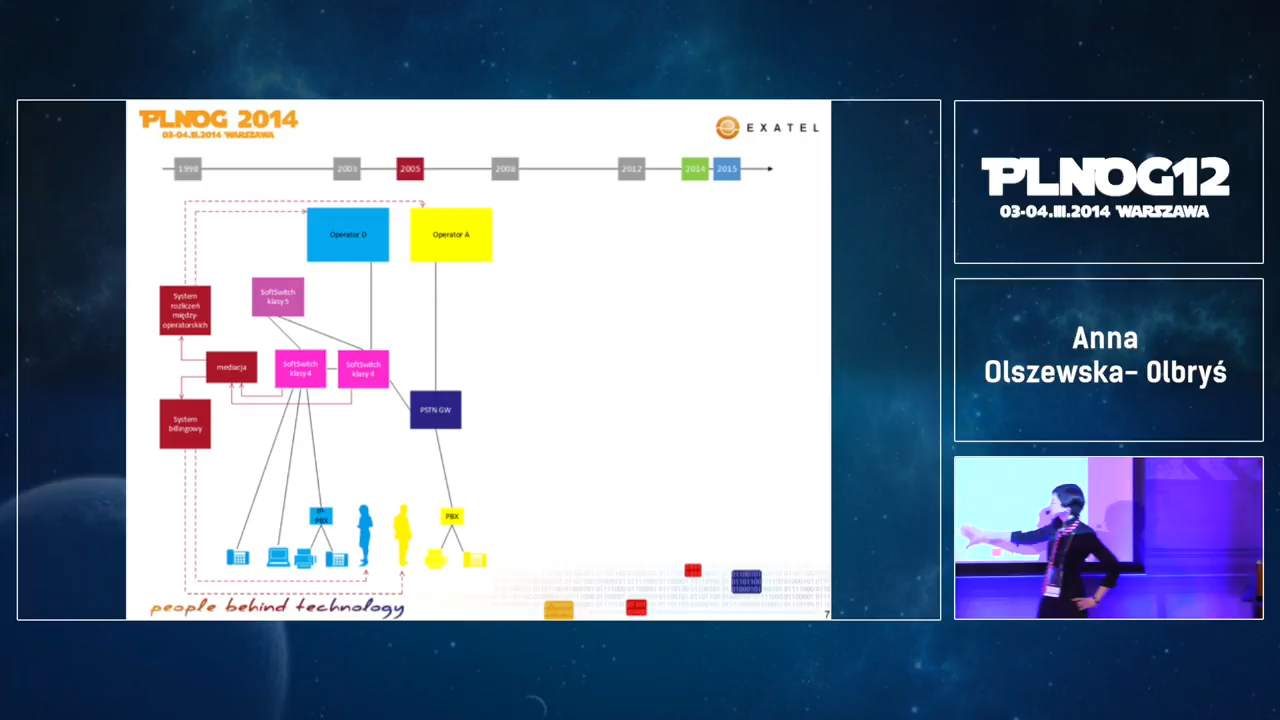 PLNOG 2014
03-04.III.2014 WARSZAWA
EXATEL
1998
2003
2005
2008
2012
2014
2015
Operator D
Operator A
SoftSwitch
klasy 5
System
rozliczeń
między-
operatorskich
mediacja
SoftSwitch
klasy 4
SoftSwitch
klasy 4
PSTN GW
System
billingowy
IP-
PBX
PBX
people behind technology
7
PLNOG12
03-04.III.2014 WARSZAWA
Anna
Olszewska- Olbryś